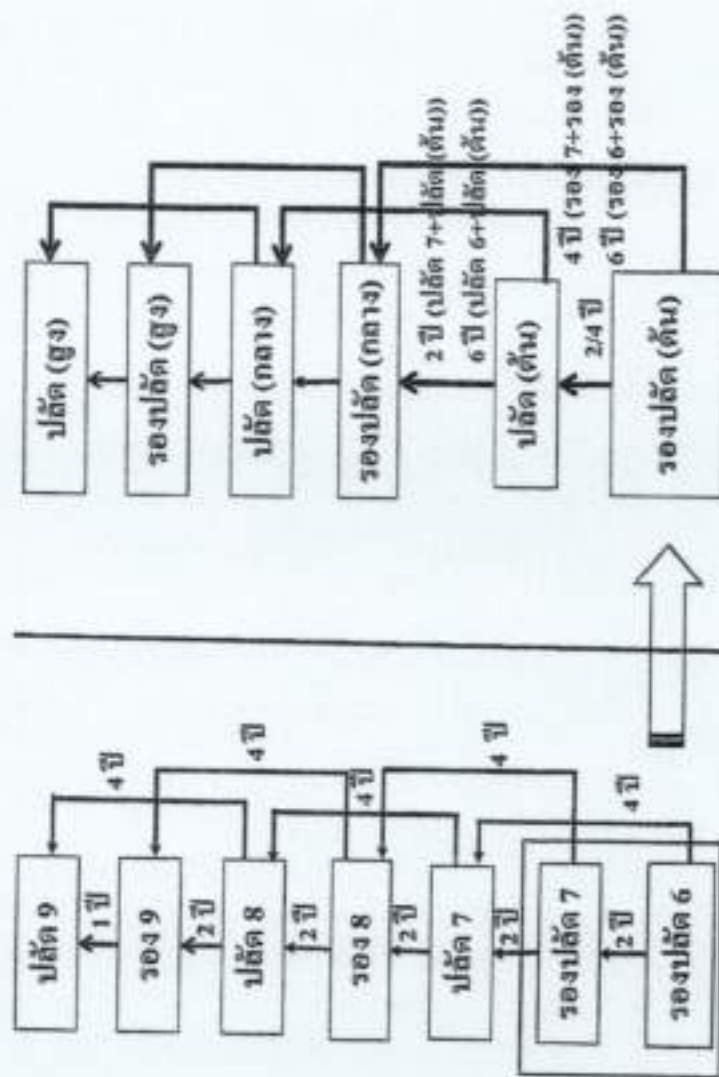 ปลัด (สูง)
รองปลัด (สูง)
ปลัด (กลาง)
รองปลัด (กลาง)
2 ปี (ปลัด 7+ปลัด (ต้น))
6 ปี (ปลัด 6+ปลัด (ต้น))
ปลัด (ต้น)
2/4 ปี
4 ปี (รอง 7+รอง (ต้น))
6 ปี (รอง 6+รอง (ต้น))
รองปลัด (ต้น)
ปลัด 9
1 ปี
4 ปี
รอง 9
2 ปี
4 ปี
ปลัด 8
2 ปี
4 ปี
รอง 8
2 ปี
4 ปี
ปลัด 7
2 ปี
รองปลัด 7
2 ปี
4 ปี
รองปลัด 6